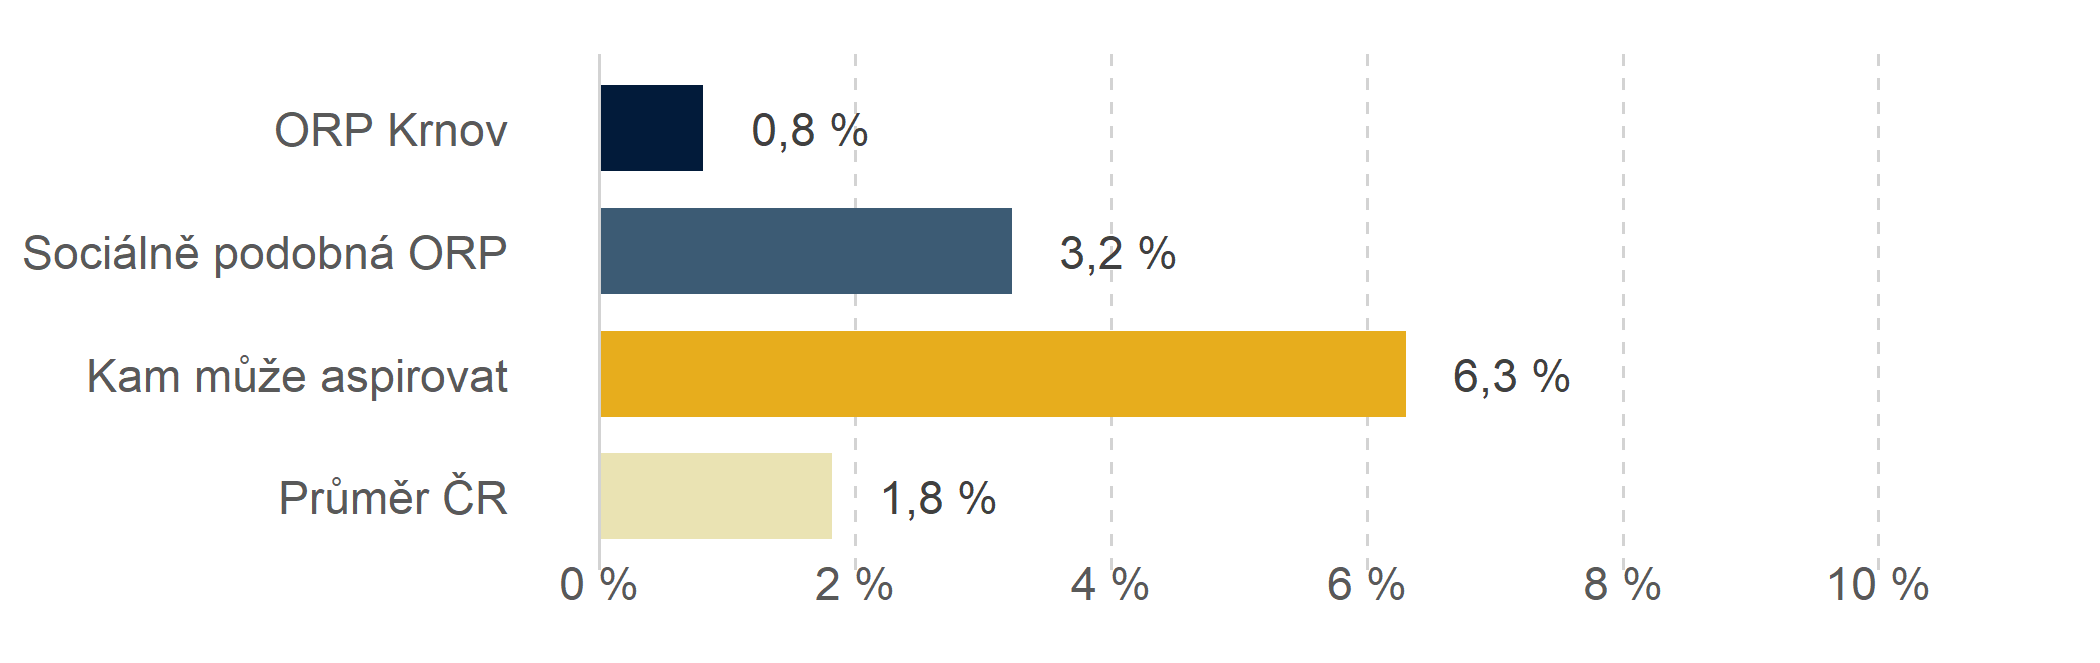 ORP Krnov
0,8 %
Sociálně podobná ORP
3,2 %
Kam může aspirovat
6,3 %
Průměr ČR
1,8 %
0 %
2 %
4 %
6 %
8 %
10 %